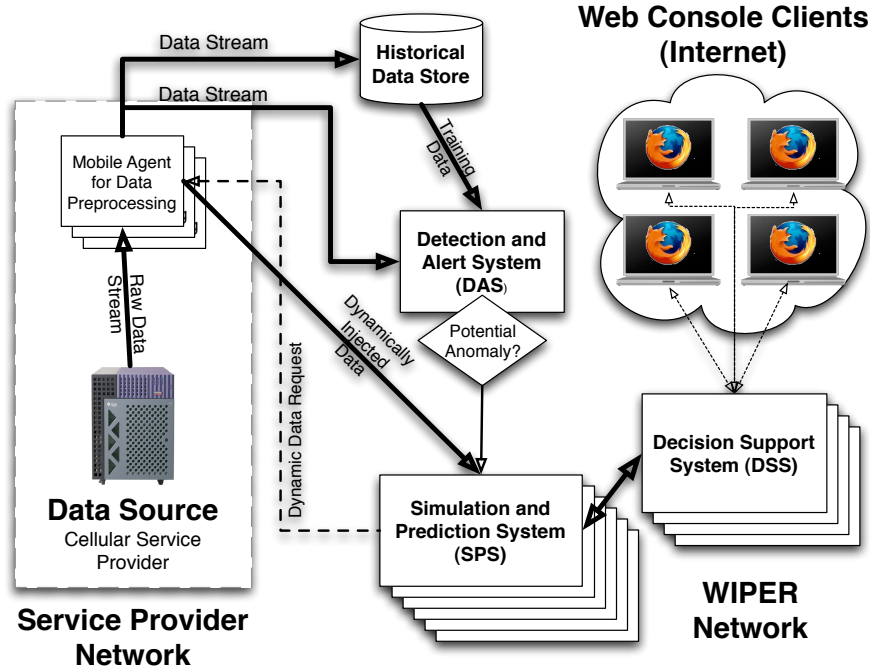 Data Stream
Historical
Data Store
Web Console Clients
(Internet)
Data Stream
Mobile Agent
for Data
Preprocessing
Training
Data
Detection and
Alert System
(DAS)
Raw Data
Stream
Dynamically
Injected
Data
Potential
Anomaly?
Dynamic Data Request
Decision Support
System (DSS)
Data Source
Cellular Service
Provider
Simulation and
Prediction System
(SPS)
Service Provider
Network
WIPER
Network